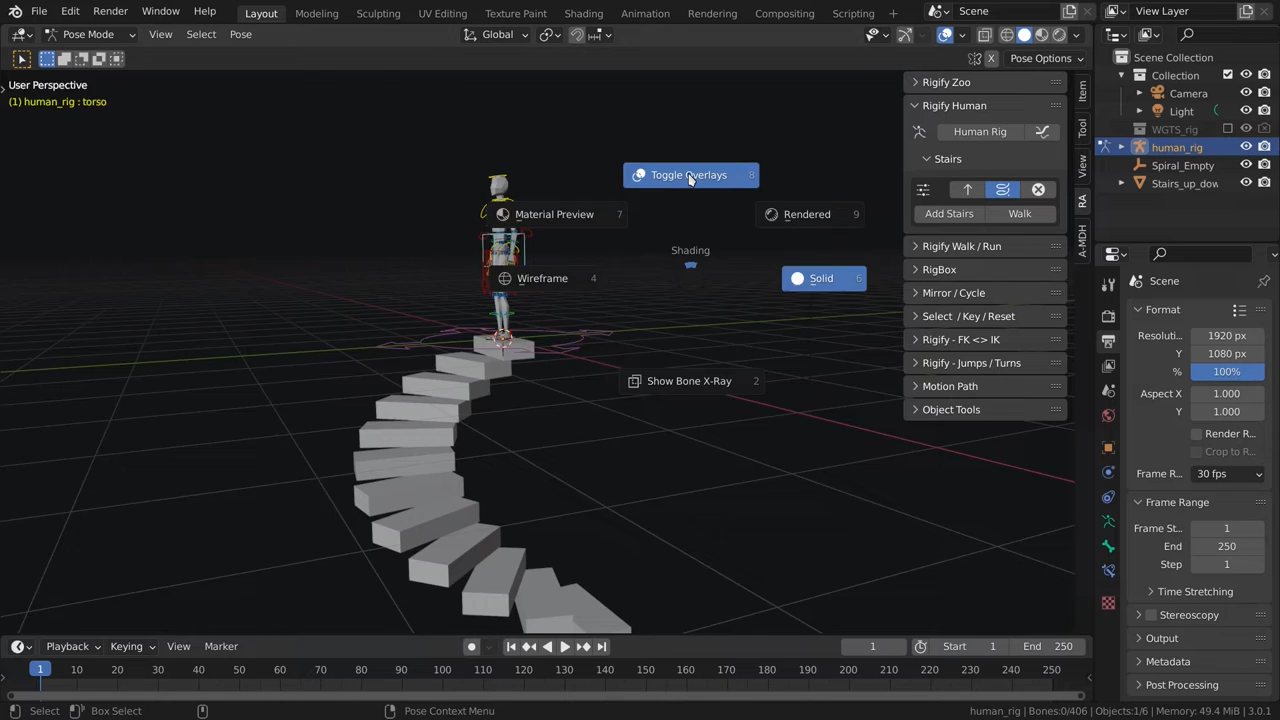 File Edit Render Window Help Layout Modeling Sculpting UV Editing Texture Paint Shading Animation Rendering Compositing Scripting Scene View Layer
Pose Mode View Select Pose Global
X Pose Options
User Perspective
(1) human_rig : torso
Toggle Overlays 8
Material Preview 7
Rendered 9
Shading
Wireframe 4
Solid 6
Show Bone X-Ray 2
Rigify Zoo
Rigify Human
Human Rig
Stairs
Add Stairs Walk
Rigify Walk / Run
RigBox
Mirror / Cycle
Select / Key / Reset
Rigify - FK <> IK
Rigify - Jumps / Turns
Motion Path
Object Tools
Item
Tool
View
RA
A-MDH
Scene Collection
Collection
Camera
Light
WGTS_rig
human_rig
Spiral_Empty
Stairs_up_dow
Scene
Format
Resoluti... 1920 px
Y 1080 px
% 100%
Aspect X 1.000
Y 1.000
Render R...
Crop to R...
Frame R... 30 fps
Frame Range
Frame St... 1
End 250
Step 1
Time Stretching
Stereoscopy
Output
Metadata
Post Processing
Playback Keying View Marker 1 Start 1 End 250
1 10 20 30 40 50 60 70 80 90 100 110 120 130 140 150 160 170 180 190 200 210 220 230 240 250
Select Box Select Pose Context Menu human_rig | Bones:0/406 | Objects:1/6 | Memory: 49.4 MiB | 3.0.1